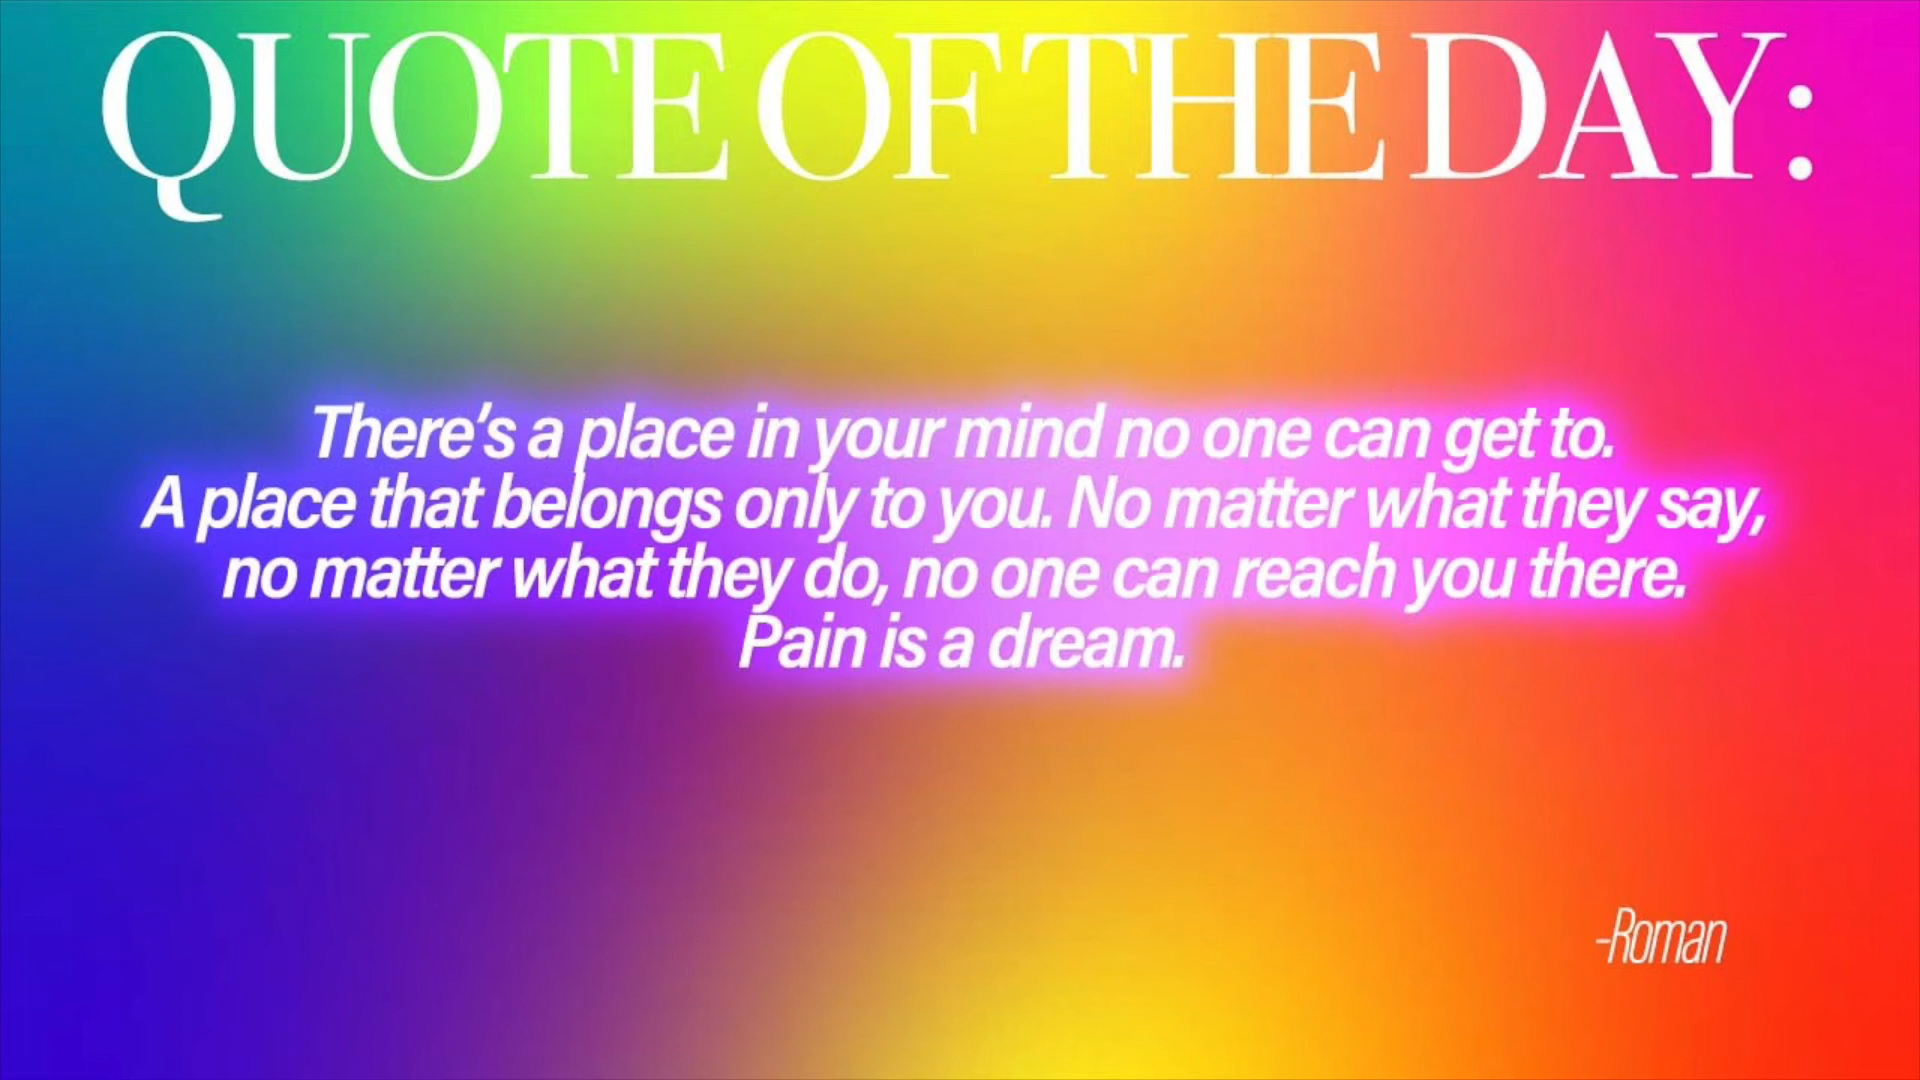 QUOTE OF THE DAY:
There's a place in your mind no one can get to.
A place that belongs only to you. No matter what they say,
no matter what they do, no one can reach you there.
Pain is a dream.
-Roman